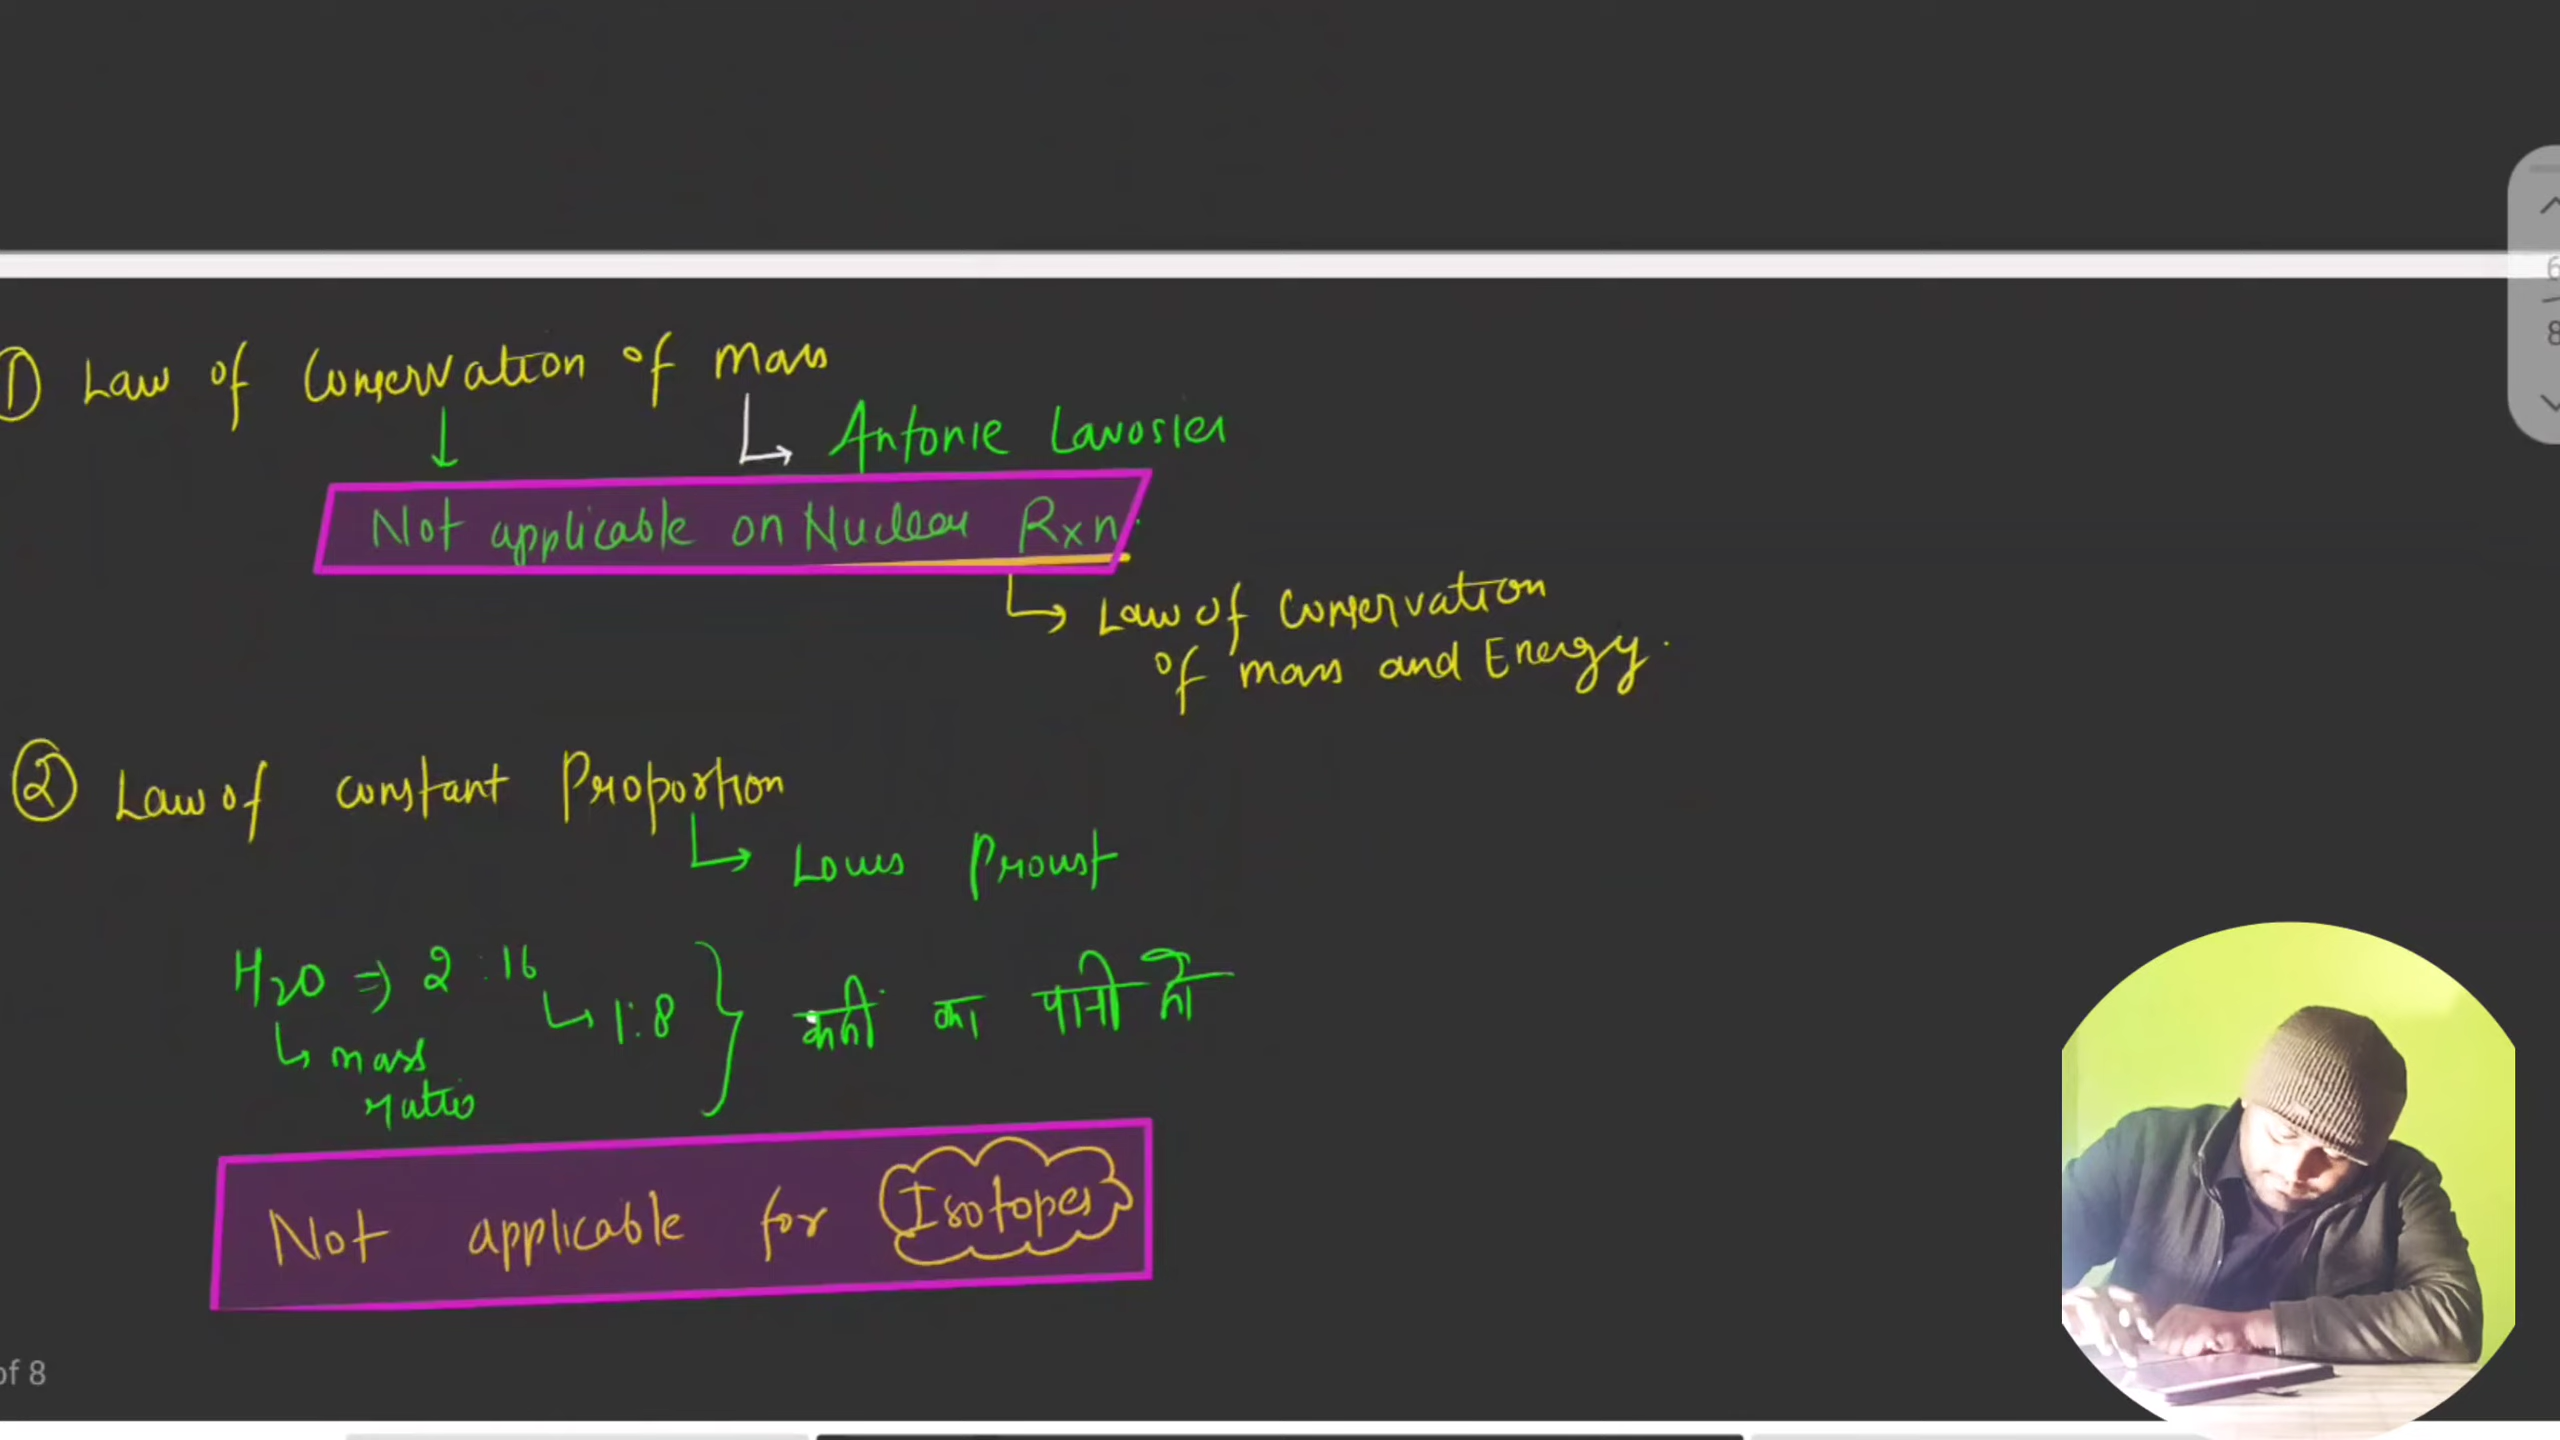 ① Law of Conservation of mass
Antonie Lavosier
Not applicable on Nuclear Rxn.
Law of Conservation
of mass and Energy.
② Law of constant Proportion
Louis Proust
H2O ⇒ 2 : 16
1:8
mass
ratio
कही का पानी हो
Not applicable for Isotopes
of 8
6
8